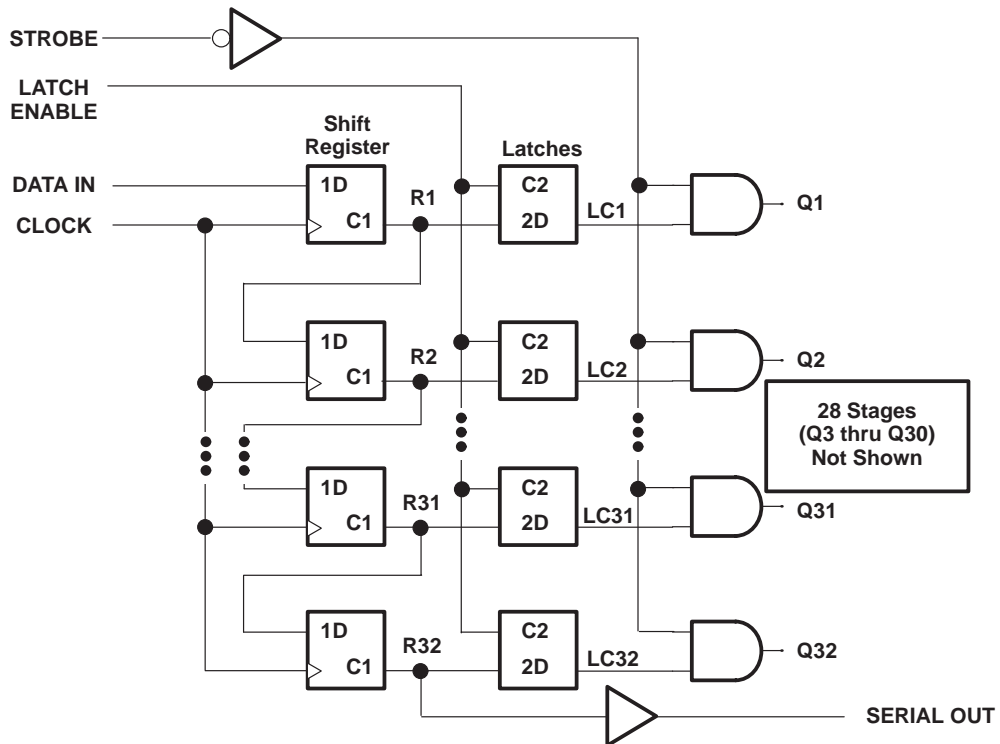 STROBE
LATCH
ENABLE
Shift
Register
Latches
DATA IN
1D
R1
C2
Q1
CLOCK
C1
2D
LC1
1D
R2
C2
Q2
C1
2D
LC2
28 Stages
(Q3 thru Q30)
Not Shown
1D
R31
C2
Q31
C1
2D
LC31
1D
R32
C2
Q32
C1
2D
LC32
SERIAL OUT